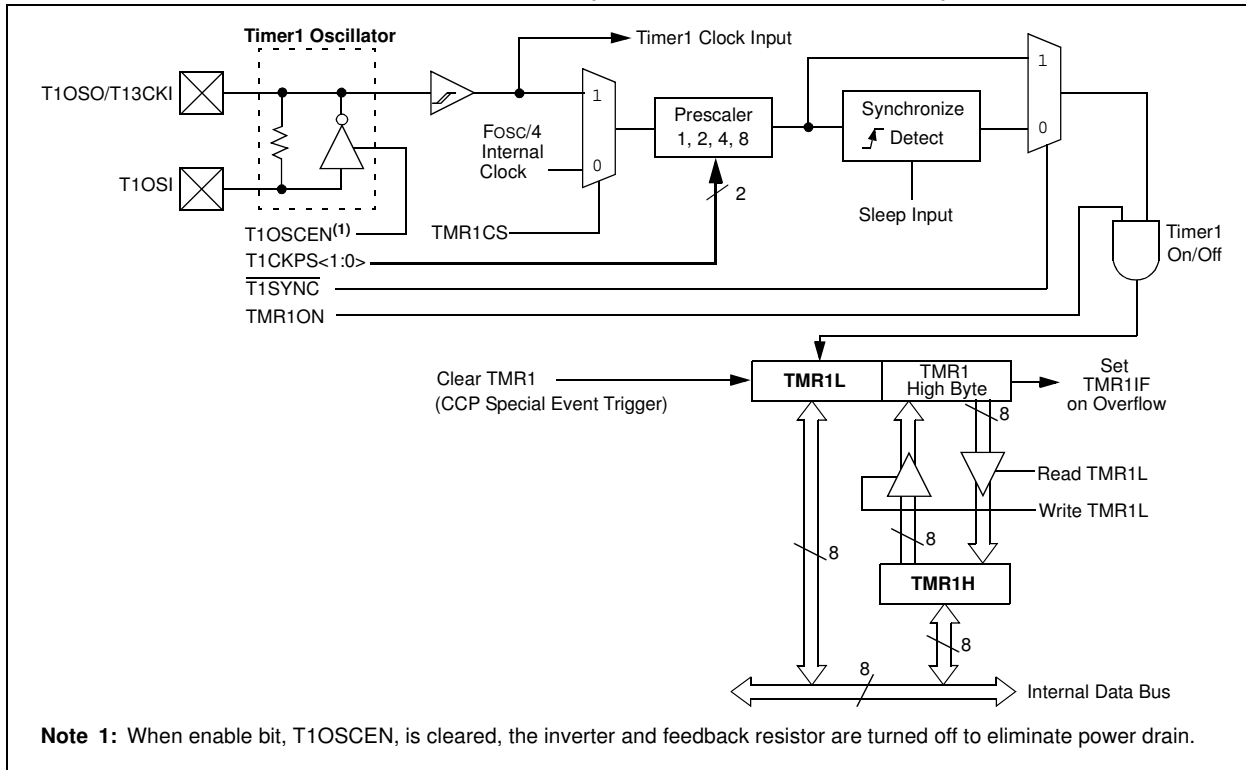 Timer1 Oscillator
Timer1 Clock Input
T1OSO/T13CKI
1
FOSC/4
Internal
Clock
0
Prescaler
1, 2, 4, 8
Synchronize
Detect
1
0
T1OSI
2
Sleep Input
T1OSCEN(1)
TMR1CS
T1CKPS<1:0>
T1SYNC
TMR1ON
Timer1
On/Off
Clear TMR1
(CCP Special Event Trigger)
TMR1L
TMR1
High Byte
Set
TMR1IF
on Overflow
8
Read TMR1L
Write TMR1L
8
8
TMR1H
8
8
Internal Data Bus
Note 1: When enable bit, T1OSCEN, is cleared, the inverter and feedback resistor are turned off to eliminate power drain.